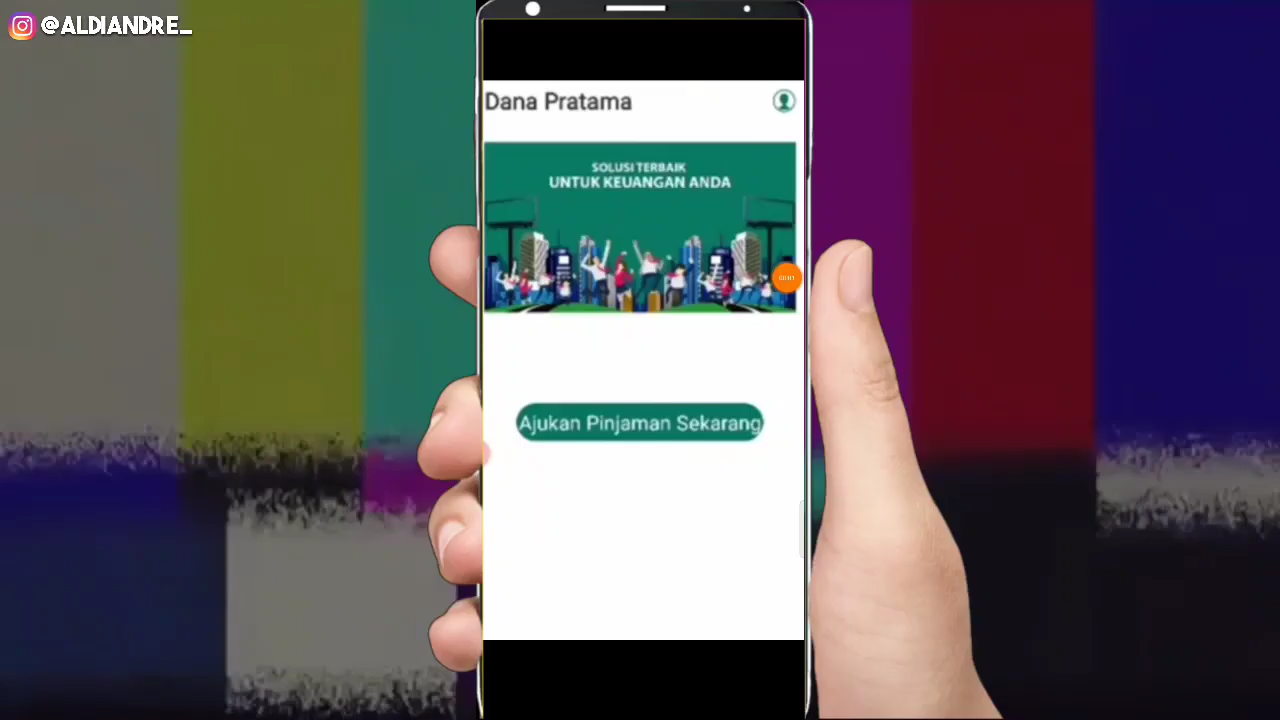 @ALDIANDRE_
Dana Pratama
SOLUSI TERBAIK
UNTUK KEUANGAN ANDA
Ajukan Pinjaman Sekarang